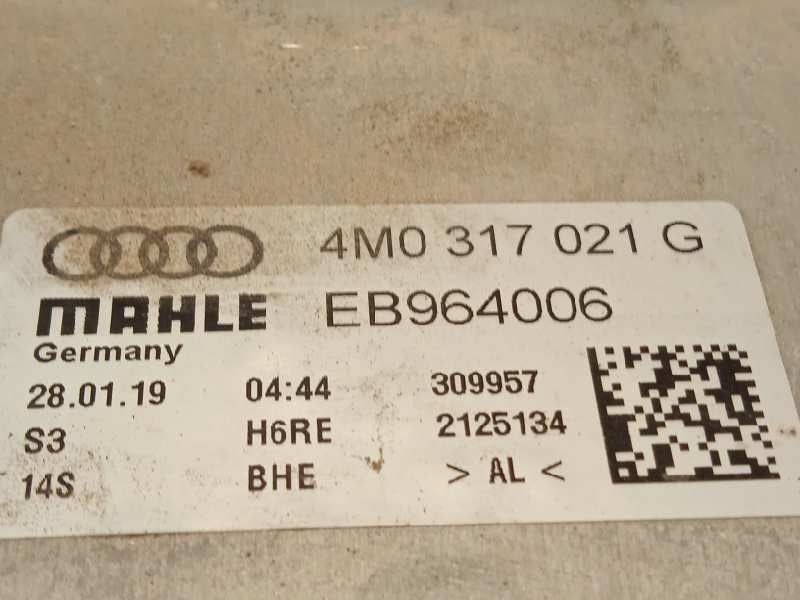 4M0 317 021 G
MAHLE EB964006
Germany
28.01.19 04:44 309957
S3 H6RE 2125134
14S BHE > AL <